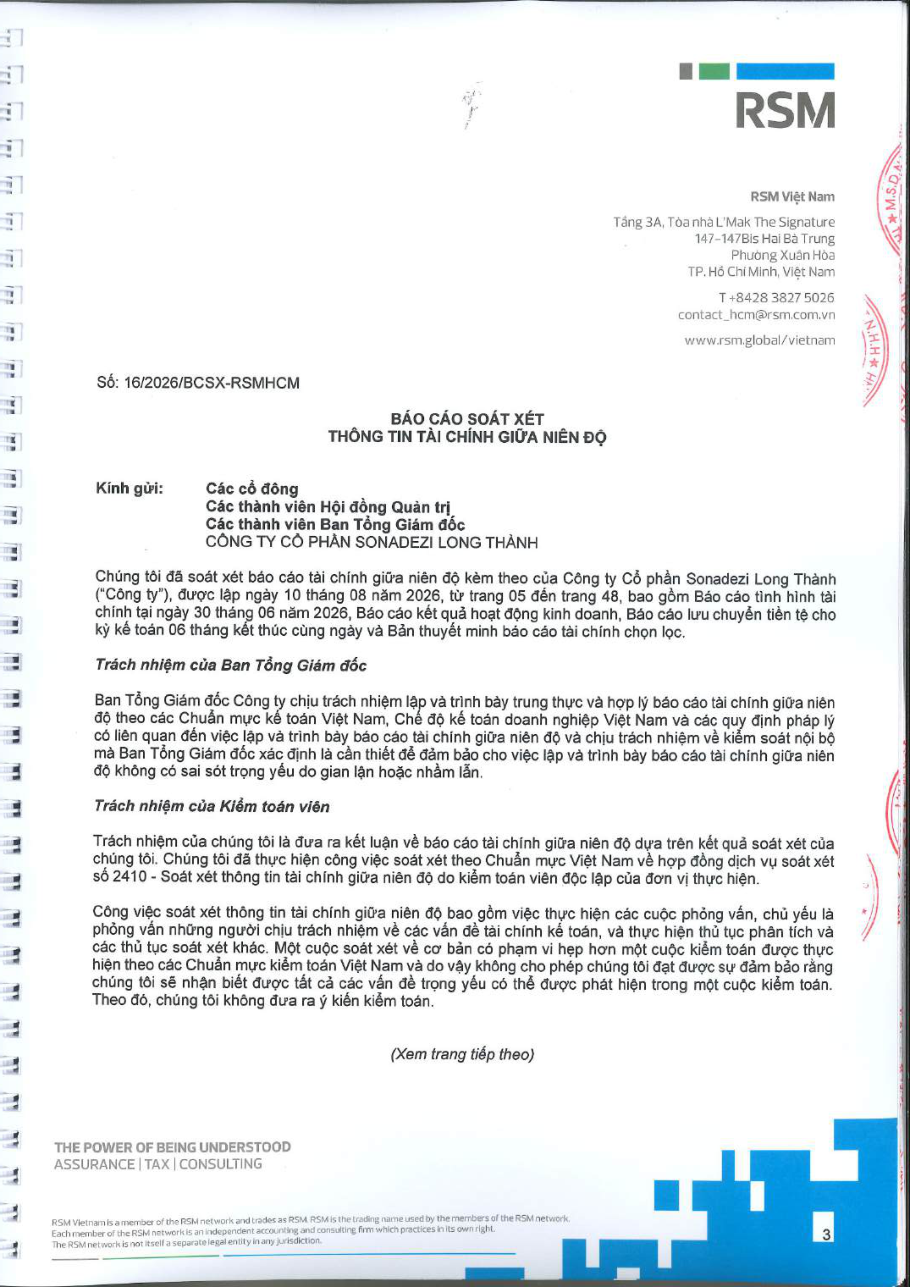 RSM
RSM Việt Nam
Tầng 3A, Tòa nhà L'Mak The Signature
147-147Bis Hai Bà Trung
Phường Xuân Hòa
TP. Hồ Chí Minh, Việt Nam
T +8428 3827 5026
contact_hcm@rsm.com.vn
www.rsm.global/vietnam
Số: 16/2026/BCSX-RSMHCM
BÁO CÁO SOÁT XÉT
THÔNG TIN TÀI CHÍNH GIỮA NIÊN ĐỘ
Kính gửi: Các cổ đông
Các thành viên Hội đồng Quản trị
Các thành viên Ban Tổng Giám đốc
CÔNG TY CỔ PHẦN SONADEZI LONG THÀNH
Chúng tôi đã soát xét báo cáo tài chính giữa niên độ kèm theo của Công ty Cổ phần Sonadezi Long Thành
("Công ty"), được lập ngày 10 tháng 08 năm 2026, từ trang 05 đến trang 48, bao gồm Báo cáo tình hình tài
chính tại ngày 30 tháng 06 năm 2026, Báo cáo kết quả hoạt động kinh doanh, Báo cáo lưu chuyển tiền tệ cho
kỳ kế toán 06 tháng kết thúc cùng ngày và Bản thuyết minh báo cáo tài chính chọn lọc.
Trách nhiệm của Ban Tổng Giám đốc
Ban Tổng Giám đốc Công ty chịu trách nhiệm lập và trình bày trung thực và hợp lý báo cáo tài chính giữa niên
độ theo các Chuẩn mực kế toán Việt Nam, Chế độ kế toán doanh nghiệp Việt Nam và các quy định pháp lý
có liên quan đến việc lập và trình bày báo cáo tài chính giữa niên độ và chịu trách nhiệm về kiểm soát nội bộ
mà Ban Tổng Giám đốc xác định là cần thiết để đảm bảo cho việc lập và trình bày báo cáo tài chính giữa niên
độ không có sai sót trọng yếu do gian lận hoặc nhầm lẫn.
Trách nhiệm của Kiểm toán viên
Trách nhiệm của chúng tôi là đưa ra kết luận về báo cáo tài chính giữa niên độ dựa trên kết quả soát xét của
chúng tôi. Chúng tôi đã thực hiện công việc soát xét theo Chuẩn mực Việt Nam về hợp đồng dịch vụ soát xét
số 2410 - Soát xét thông tin tài chính giữa niên độ do kiểm toán viên độc lập của đơn vị thực hiện.
Công việc soát xét thông tin tài chính giữa niên độ bao gồm việc thực hiện các cuộc phỏng vấn, chủ yếu là
phỏng vấn những người chịu trách nhiệm về các vấn đề tài chính kế toán, và thực hiện thủ tục phân tích và
các thủ tục soát xét khác. Một cuộc soát xét về cơ bản có phạm vi hẹp hơn một cuộc kiểm toán được thực
hiện theo các Chuẩn mực kiểm toán Việt Nam và do vậy không cho phép chúng tôi đạt được sự đảm bảo rằng
chúng tôi sẽ nhận biết được tất cả các vấn đề trọng yếu có thể được phát hiện trong một cuộc kiểm toán.
Theo đó, chúng tôi không đưa ra ý kiến kiểm toán.
(Xem trang tiếp theo)
THE POWER OF BEING UNDERSTOOD
ASSURANCE | TAX | CONSULTING
RSM Vietnam is a member of the RSM network and trades as RSM. RSM is the trading name used by the members of the RSM network.
Each member of the RSM network is an independent accounting and consulting firm which practices in its own right.
The RSM network is not itself a separate legal entity in any jurisdiction.
3